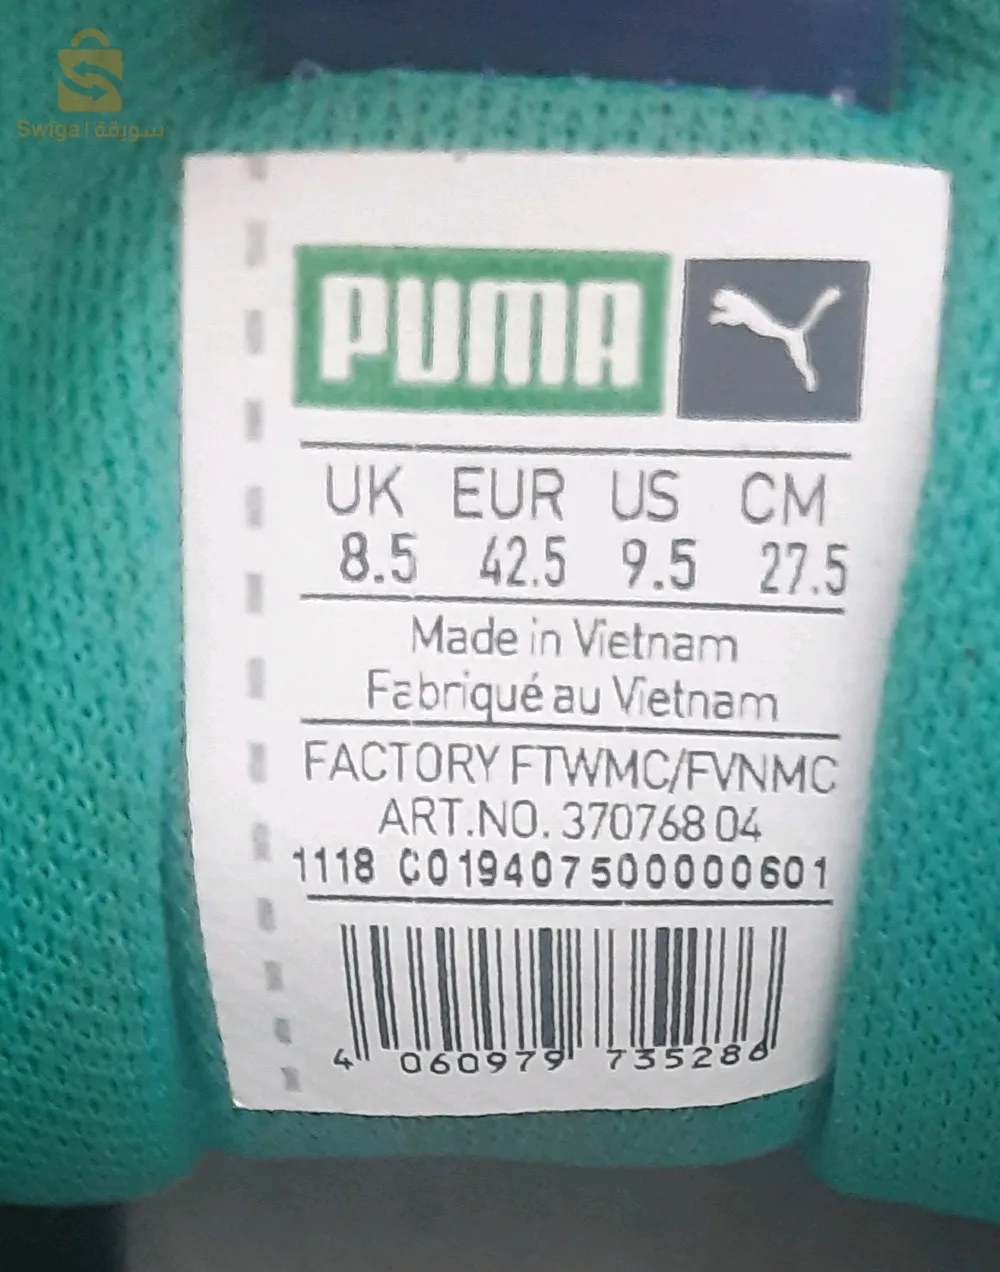 Swiga | سويقة
PUMA
UK EUR US CM
8.5 42.5 9.5 27.5
Made in Vietnam
Fabriqué au Vietnam
FACTORY FTWMC/FVNMC
ART.NO. 370768 04
1118 C0194075000000601
4 060979 735286